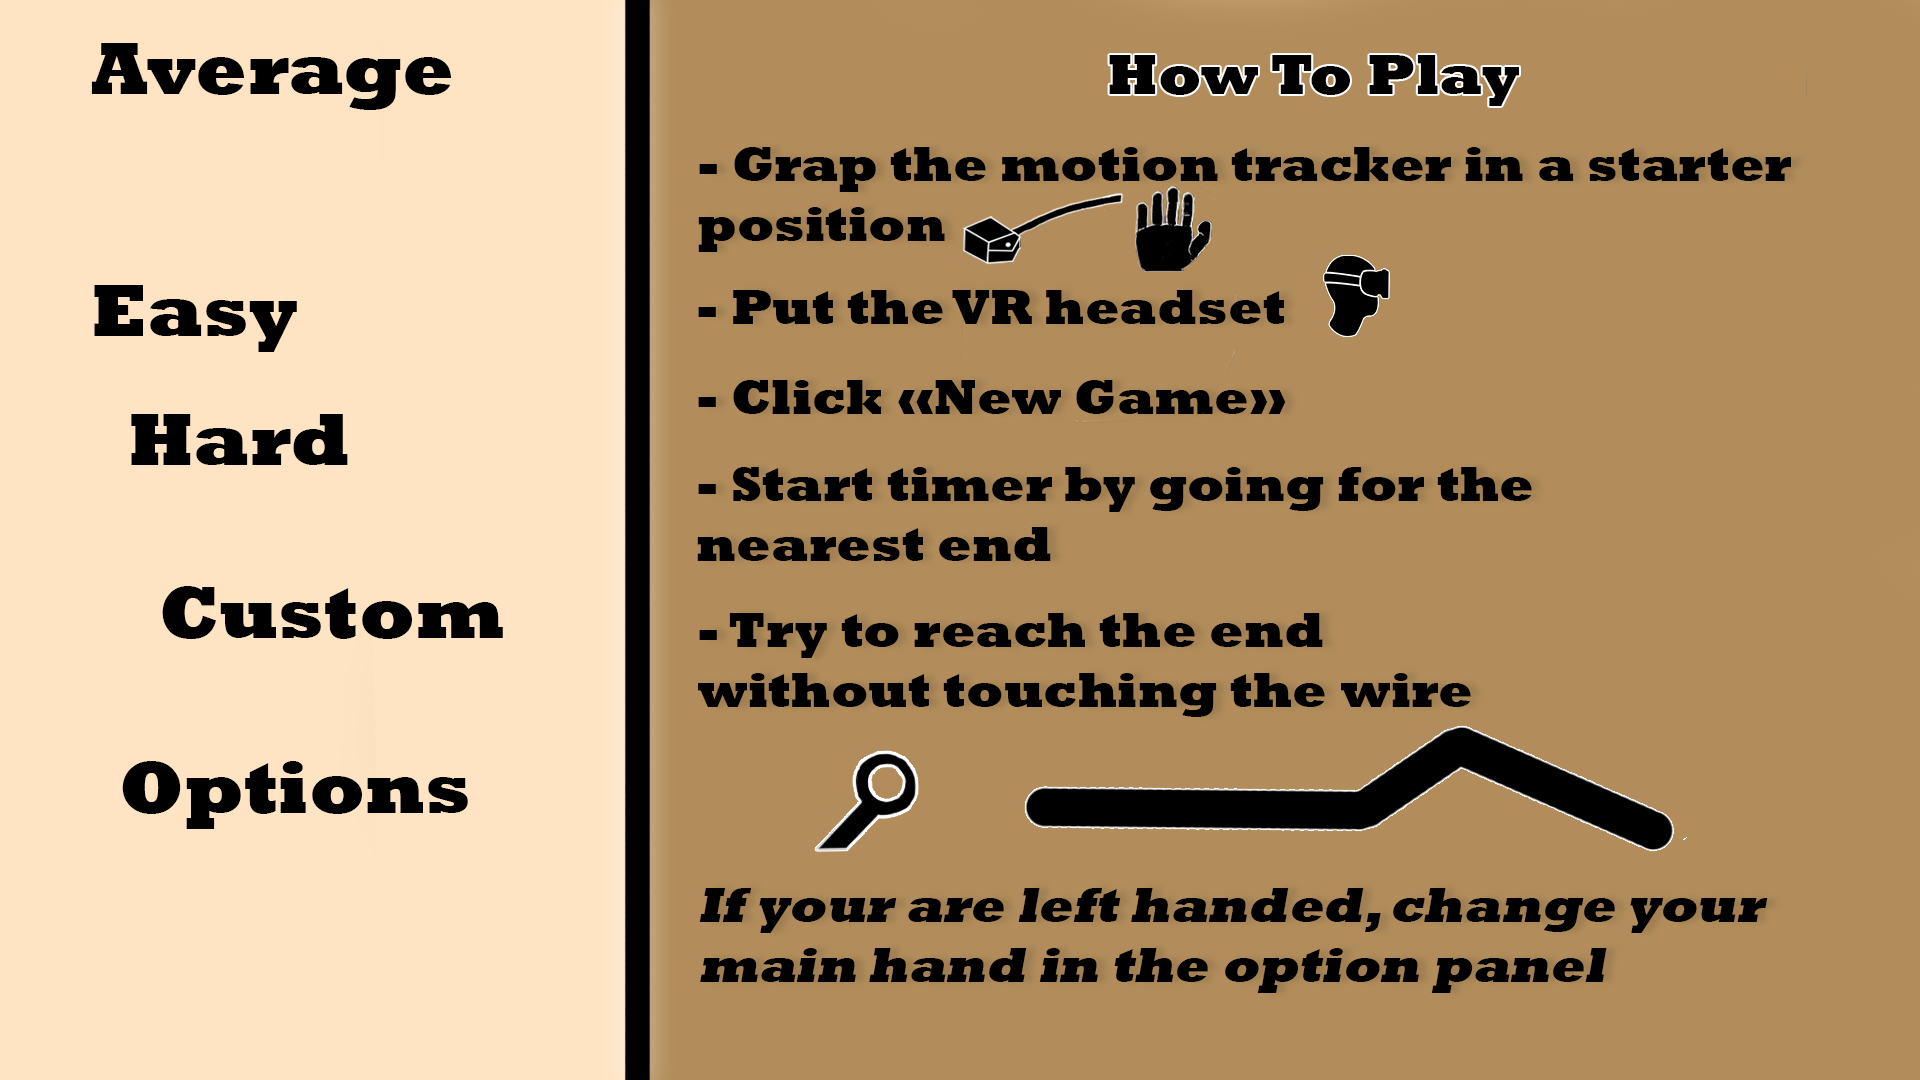 Average
Easy
Hard
Custom
Options
How To Play
- Grap the motion tracker in a starter
position
- Put the VR headset
- Click «New Game»
- Start timer by going for the
nearest end
- Try to reach the end
without touching the wire
If your are left handed, change your
main hand in the option panel